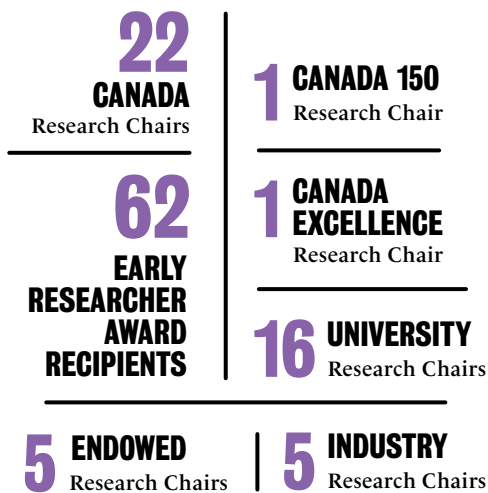 22
CANADA
Research Chairs
62
EARLY
RESEARCHER
AWARD
RECIPIENTS
1 CANADA 150
Research Chair
1 CANADA
EXCELLENCE
Research Chair
16 UNIVERSITY
Research Chairs
5 ENDOWED
Research Chairs
5 INDUSTRY
Research Chairs